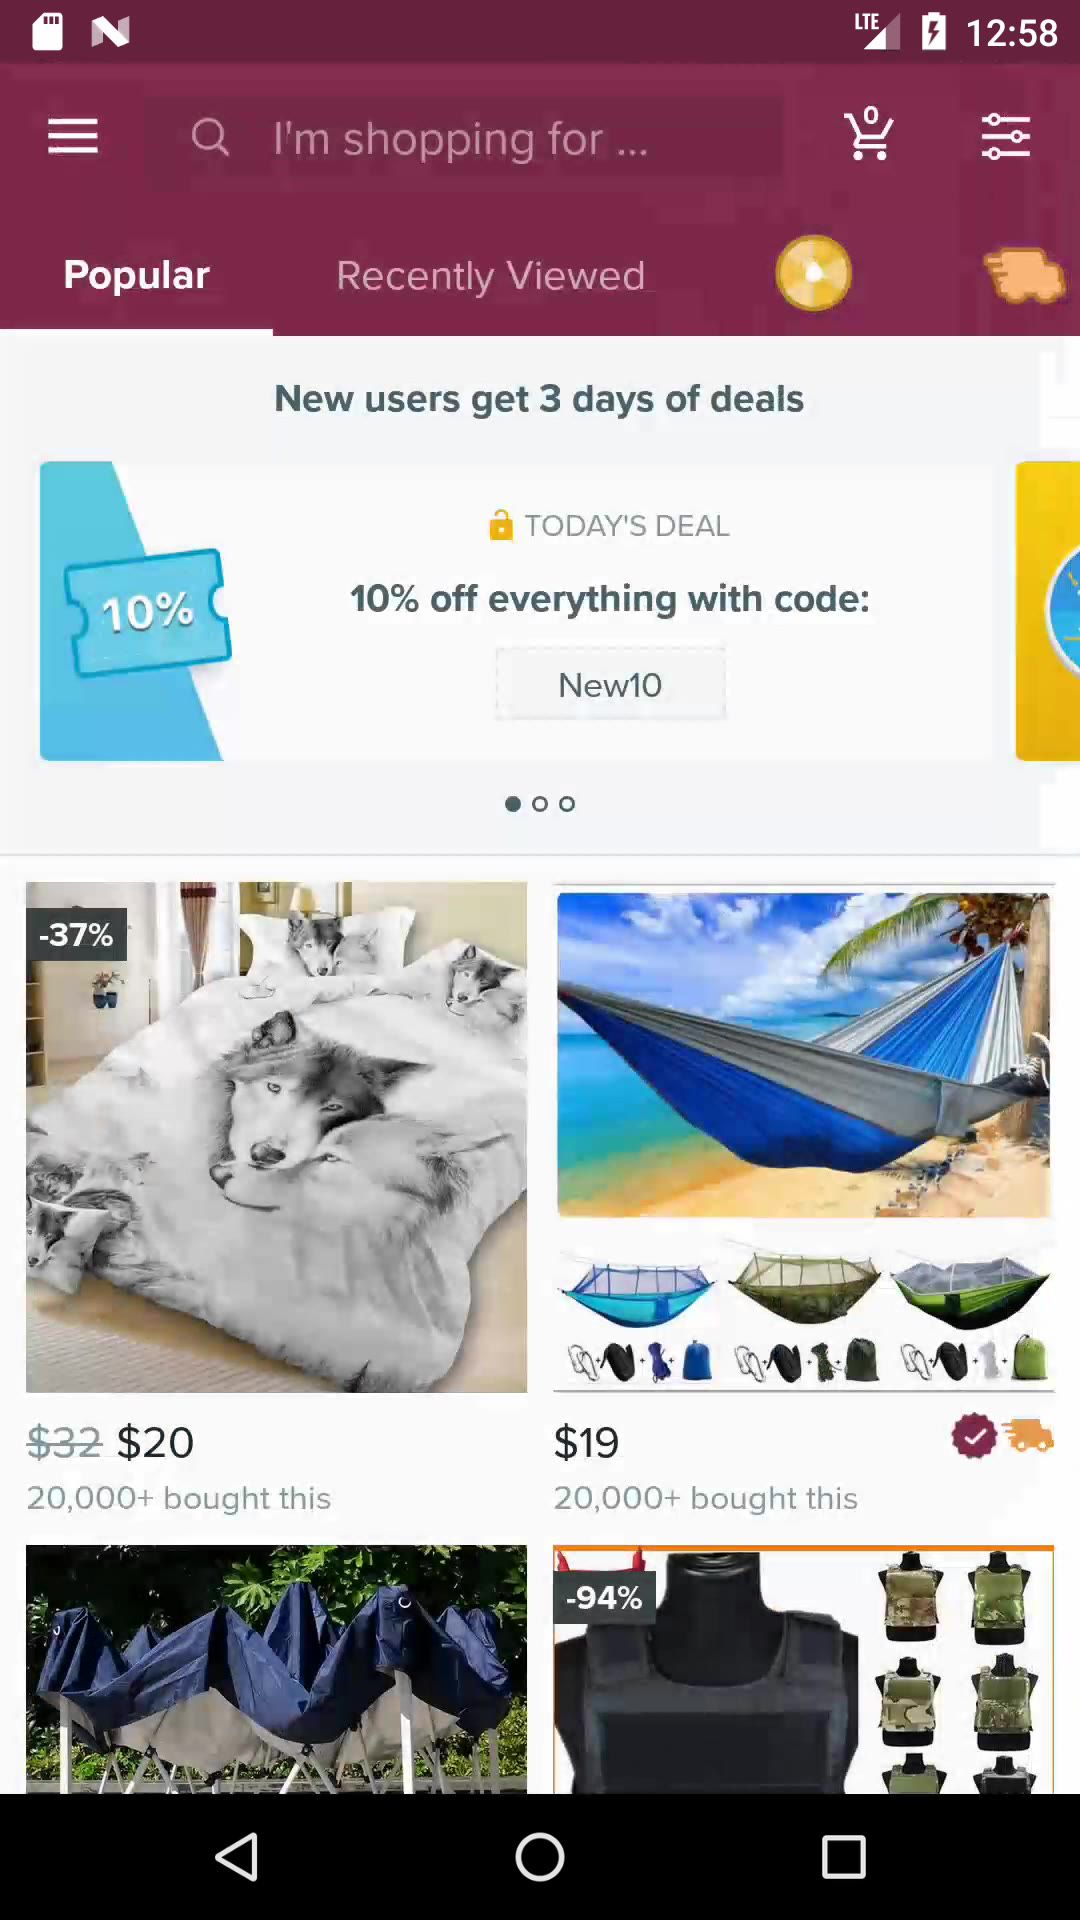 LTE 12:58
I'm shopping for ...
0
Popular Recently Viewed
New users get 3 days of deals
TODAY'S DEAL
10%
10% off everything with code:
New10
-37%
$32 $20
20,000+ bought this
$19
20,000+ bought this
-94%